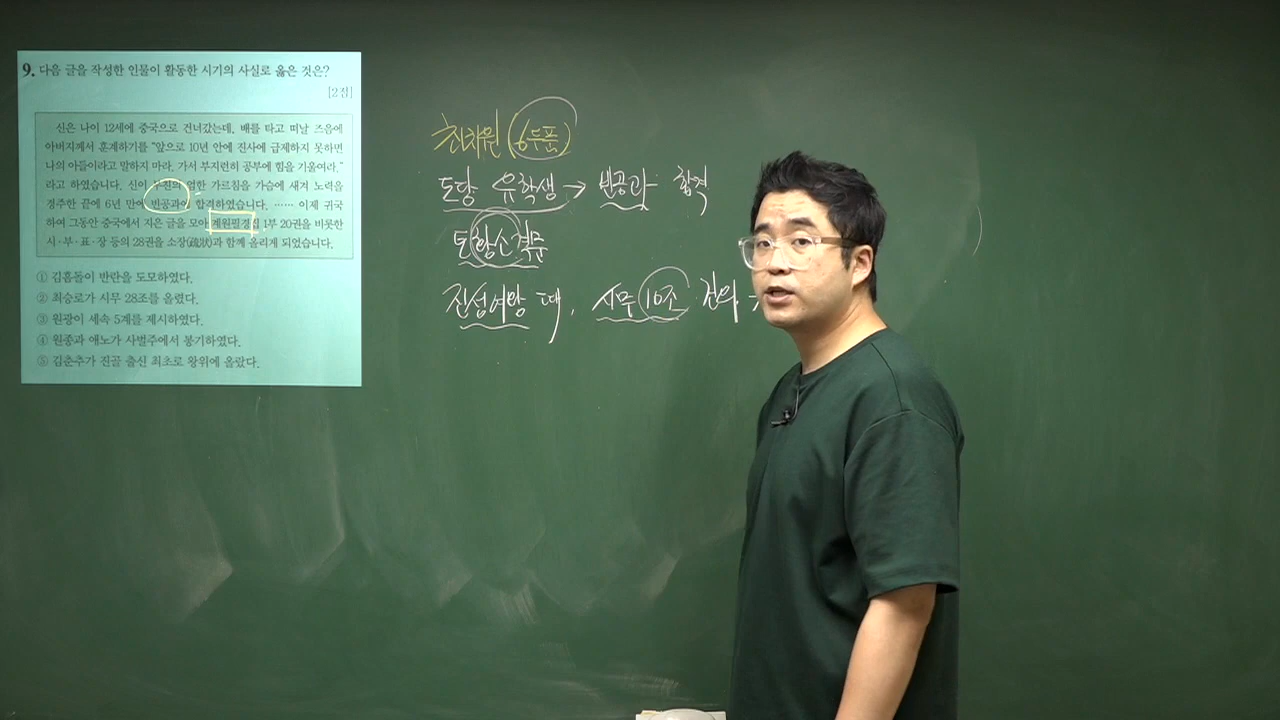 9. 다음 글을 작성한 인물이 활동한 시기의 사실로 옳은 것은?
[2점]
신은 나이 12세에 중국으로 건너갔는데, 배를 타고 떠날 즈음에
아버지께서 훈계하기를 "앞으로 10년 안에 진사에 급제하지 못하면
나의 아들이라고 말하지 마라. 가서 부지런히 공부에 힘을 기울여라."
라고 하였습니다. 신이 부친의 엄한 가르침을 가슴에 새겨 노력을
경주한 끝에 6년 만에 빈공과에 합격하였습니다. …… 이제 귀국
하여 그동안 중국에서 지은 글을 모아 계원필경집 1부 20권을 비롯한
시·부·표·장 등의 28권을 소장(疏狀)과 함께 올리게 되었습니다.
① 김흠돌이 반란을 도모하였다.
② 최승로가 시무 28조를 올렸다.
③ 원광이 세속 5계를 제시하였다.
④ 원종과 애노가 사벌주에서 봉기하였다.
⑤ 김춘추가 진골 출신 최초로 왕위에 올랐다.
최치원 (6두품)
도당 유학생 → 빈공과 합격
토황소격문
진성여왕 때, 시무 10조 건의